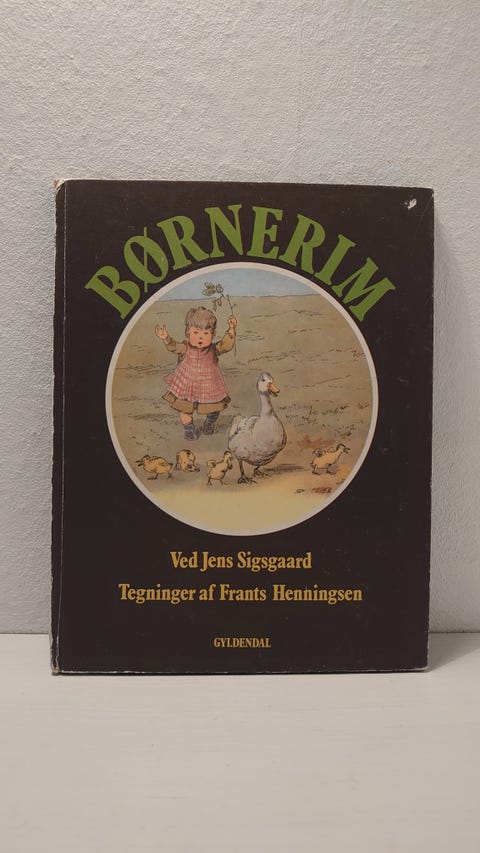 BØRNERIM
Ved Jens Sigsgaard
Tegninger af Frants Henningsen
GYLDENDAL